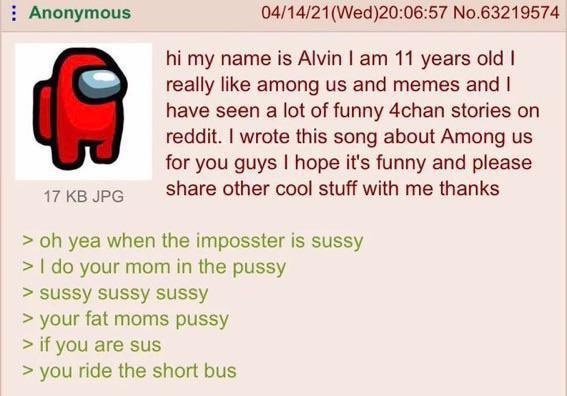 Anonymous 04/14/21(Wed)20:06:57 No.63219574
hi my name is Alvin I am 11 years old I
really like among us and memes and I
have seen a lot of funny 4chan stories on
reddit. I wrote this song about Among us
for you guys I hope it's funny and please
share other cool stuff with me thanks
17 KB JPG
> oh yea when the imposster is sussy
> I do your mom in the pussy
> sussy sussy sussy
> your fat moms pussy
> if you are sus
> you ride the short bus